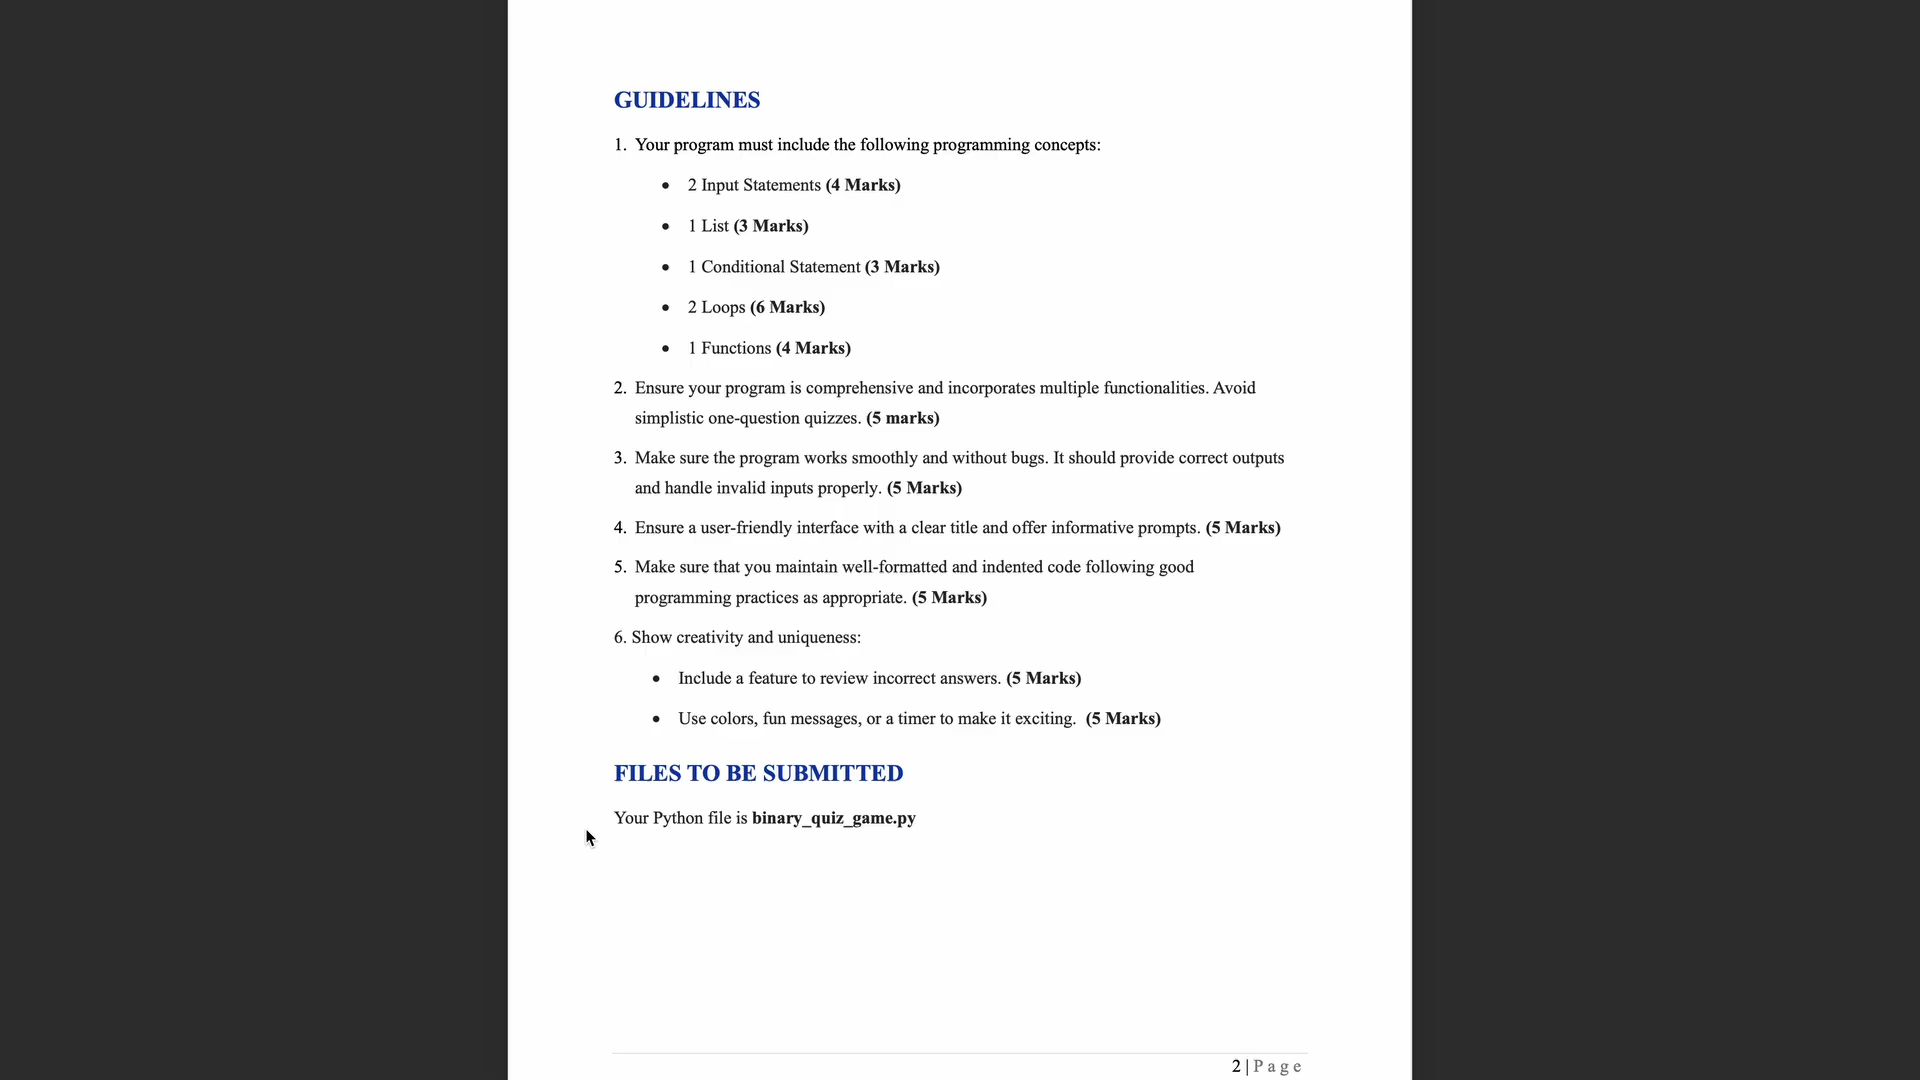 GUIDELINES
1. Your program must include the following programming concepts:
• 2 Input Statements (4 Marks)
• 1 List (3 Marks)
• 1 Conditional Statement (3 Marks)
• 2 Loops (6 Marks)
• 1 Functions (4 Marks)
2. Ensure your program is comprehensive and incorporates multiple functionalities. Avoid
simplistic one-question quizzes. (5 marks)
3. Make sure the program works smoothly and without bugs. It should provide correct outputs
and handle invalid inputs properly. (5 Marks)
4. Ensure a user-friendly interface with a clear title and offer informative prompts. (5 Marks)
5. Make sure that you maintain well-formatted and indented code following good
programming practices as appropriate. (5 Marks)
6. Show creativity and uniqueness:
• Include a feature to review incorrect answers. (5 Marks)
• Use colors, fun messages, or a timer to make it exciting. (5 Marks)
FILES TO BE SUBMITTED
Your Python file is binary_quiz_game.py
2 | P a g e